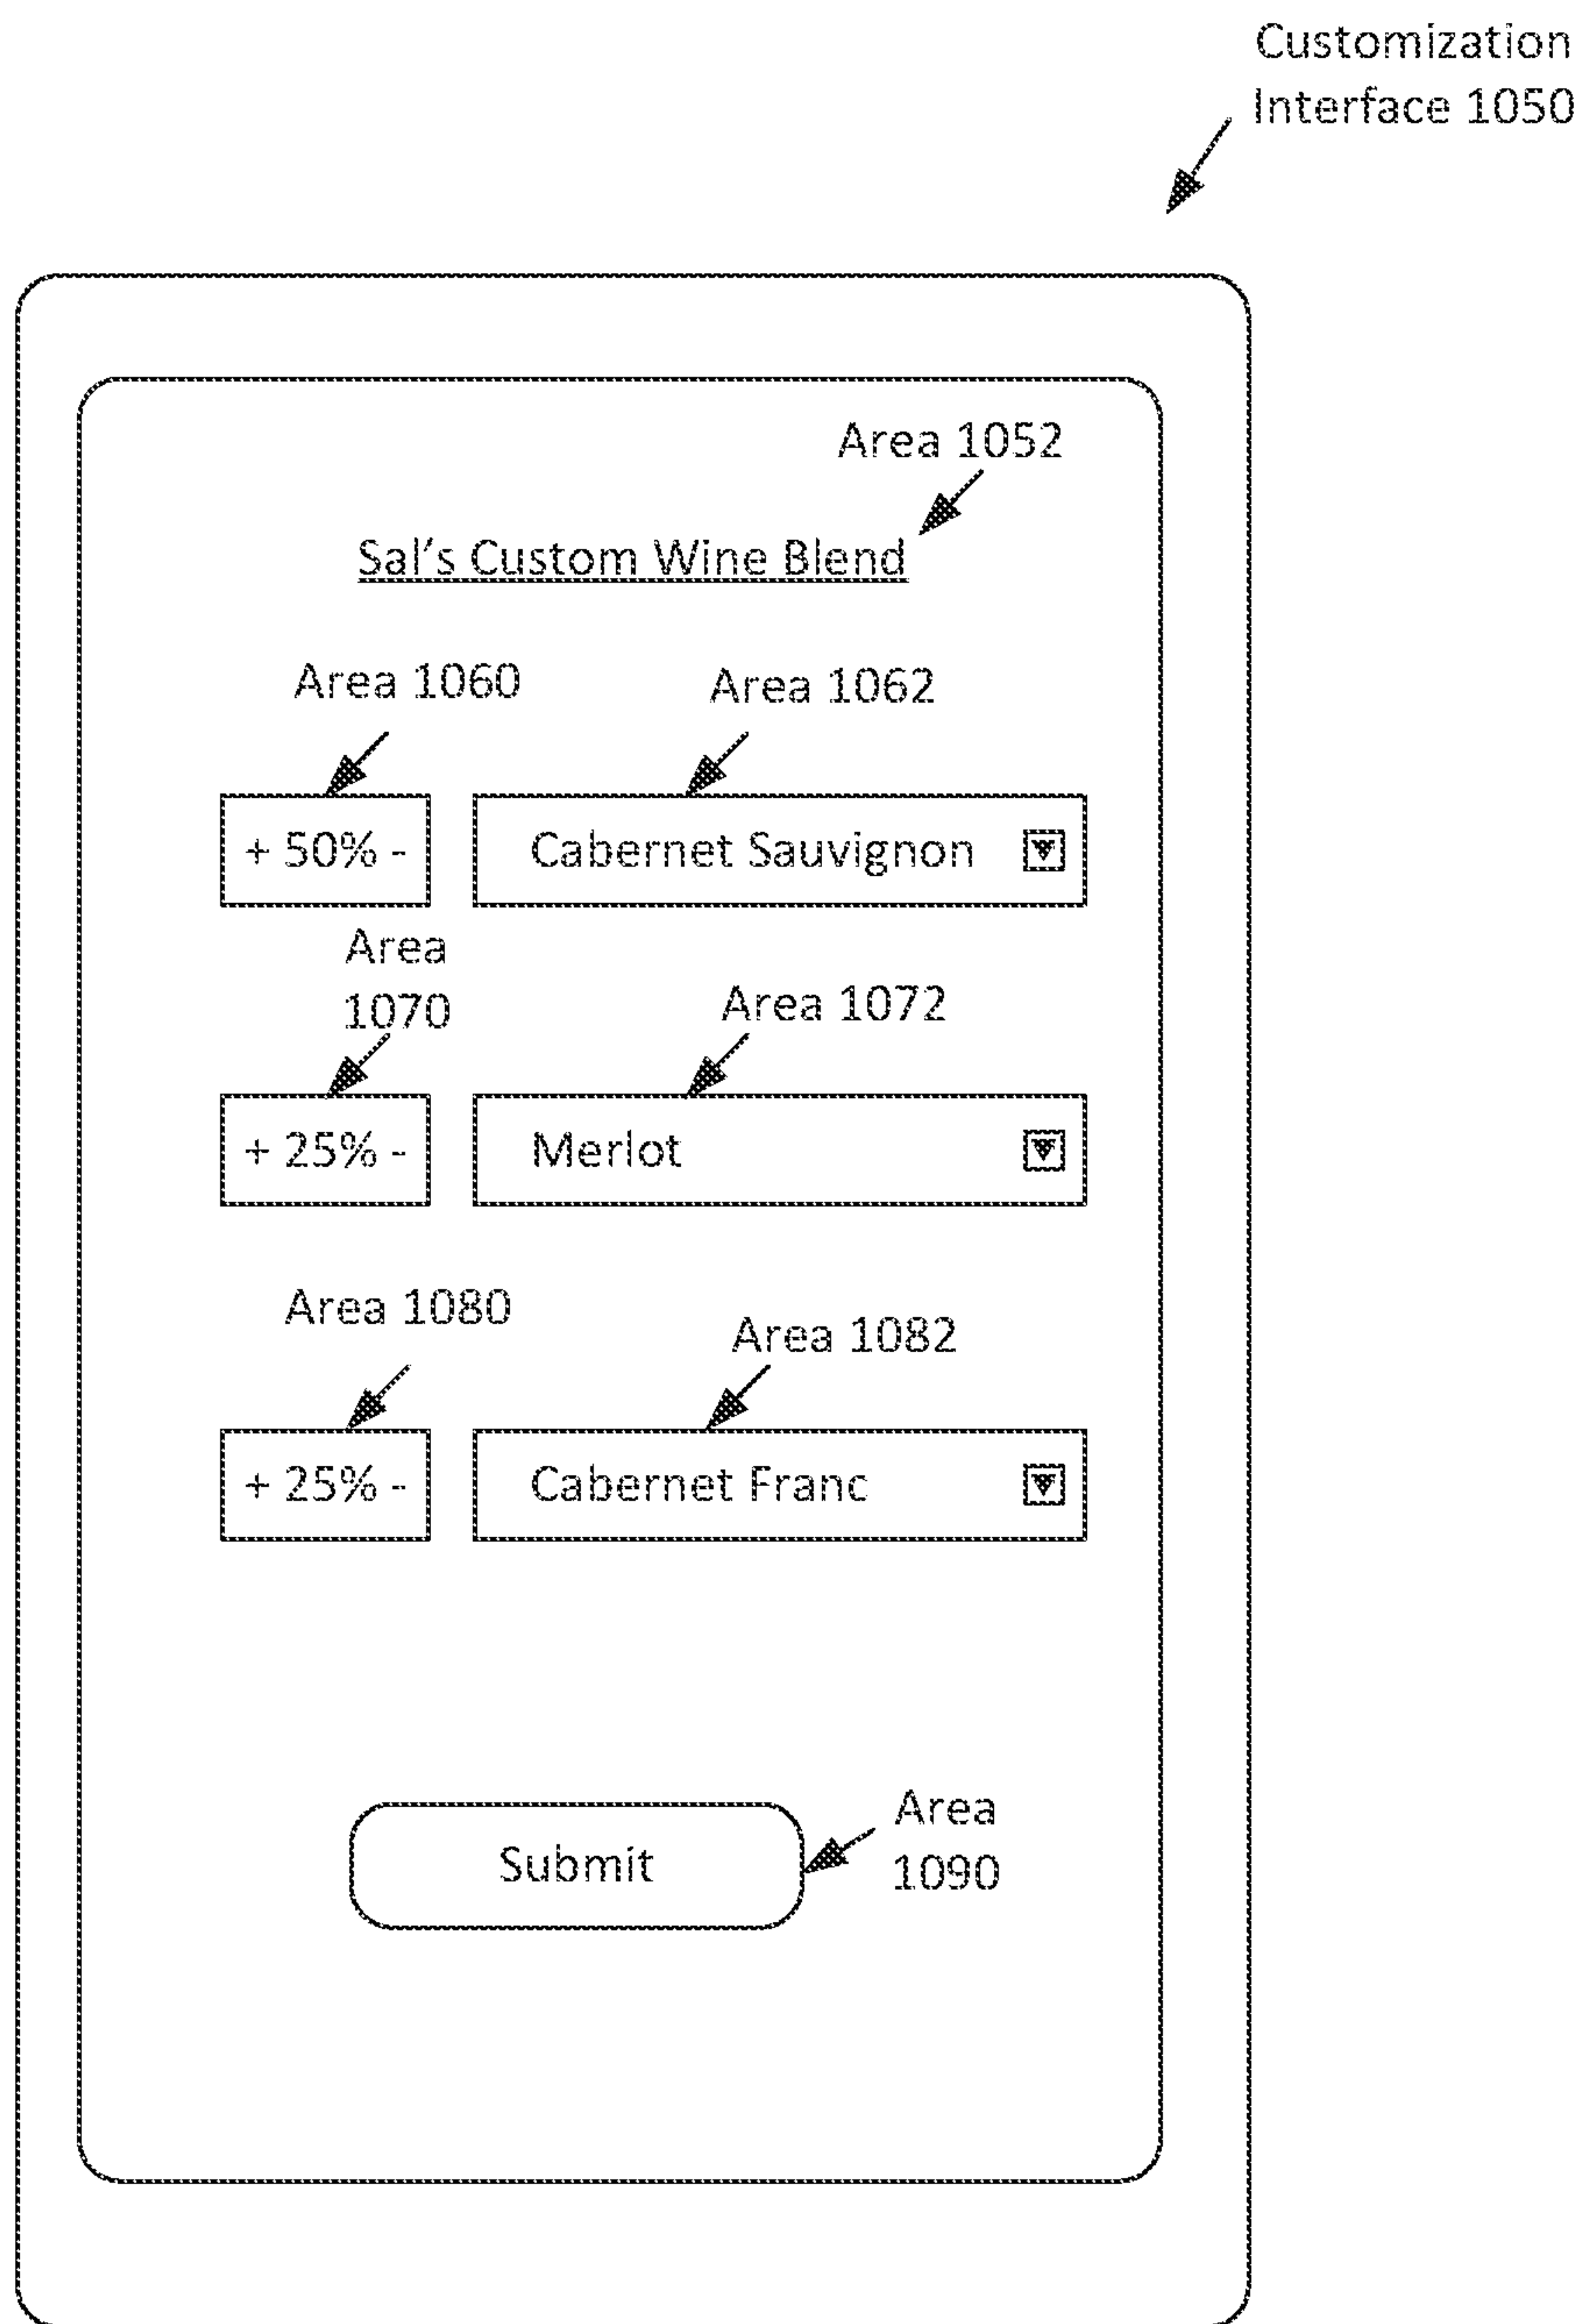 Customization
Interface 1050
Area 1052
Sal's Custom Wine Blend
Area 1060
Area 1062
+ 50% -
Cabernet Sauvignon
Area
1070
Area 1072
+ 25% -
Merlot
Area 1080
Area 1082
+ 25% -
Cabernet Franc
Submit
Area
1090